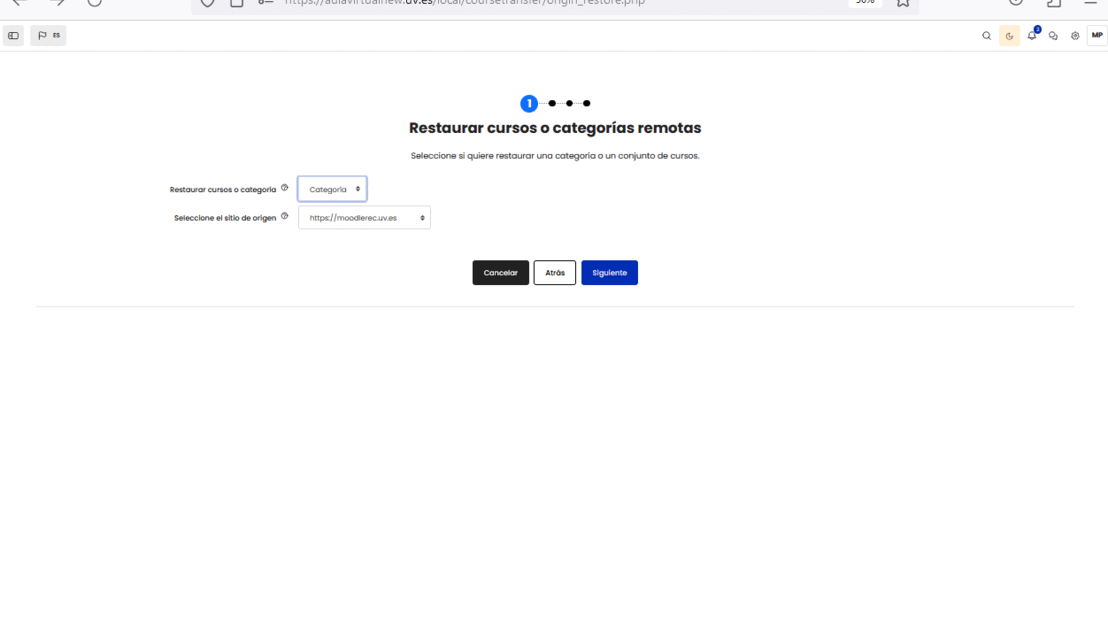 https://aulavirtualnew.uv.es/local/coursetransfer/origin_restore.php
ES
2
MP
1
Restaurar cursos o categorías remotas
Seleccione si quiere restaurar una categoría o un conjunto de cursos.
Restaurar cursos o categoría
Categoría
Seleccione el sitio de origen
https://moodlerec.uv.es
Cancelar
Atrás
Siguiente